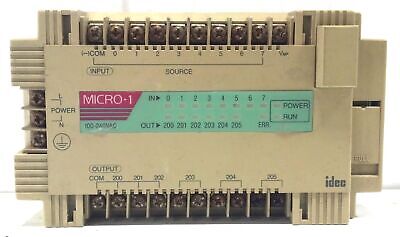 (−)COM 0 1 2 3 4 5 6 7
INPUT SOURCE
MICRO-1 IN▶ 0 1 2 3 4 5 6 7
POWER
RUN
100-240VAC OUT▶ 200 201 202 203 204 205 ERR
POWER
L
N
OUTPUT
COM 200 201 202 203 204 205
idec